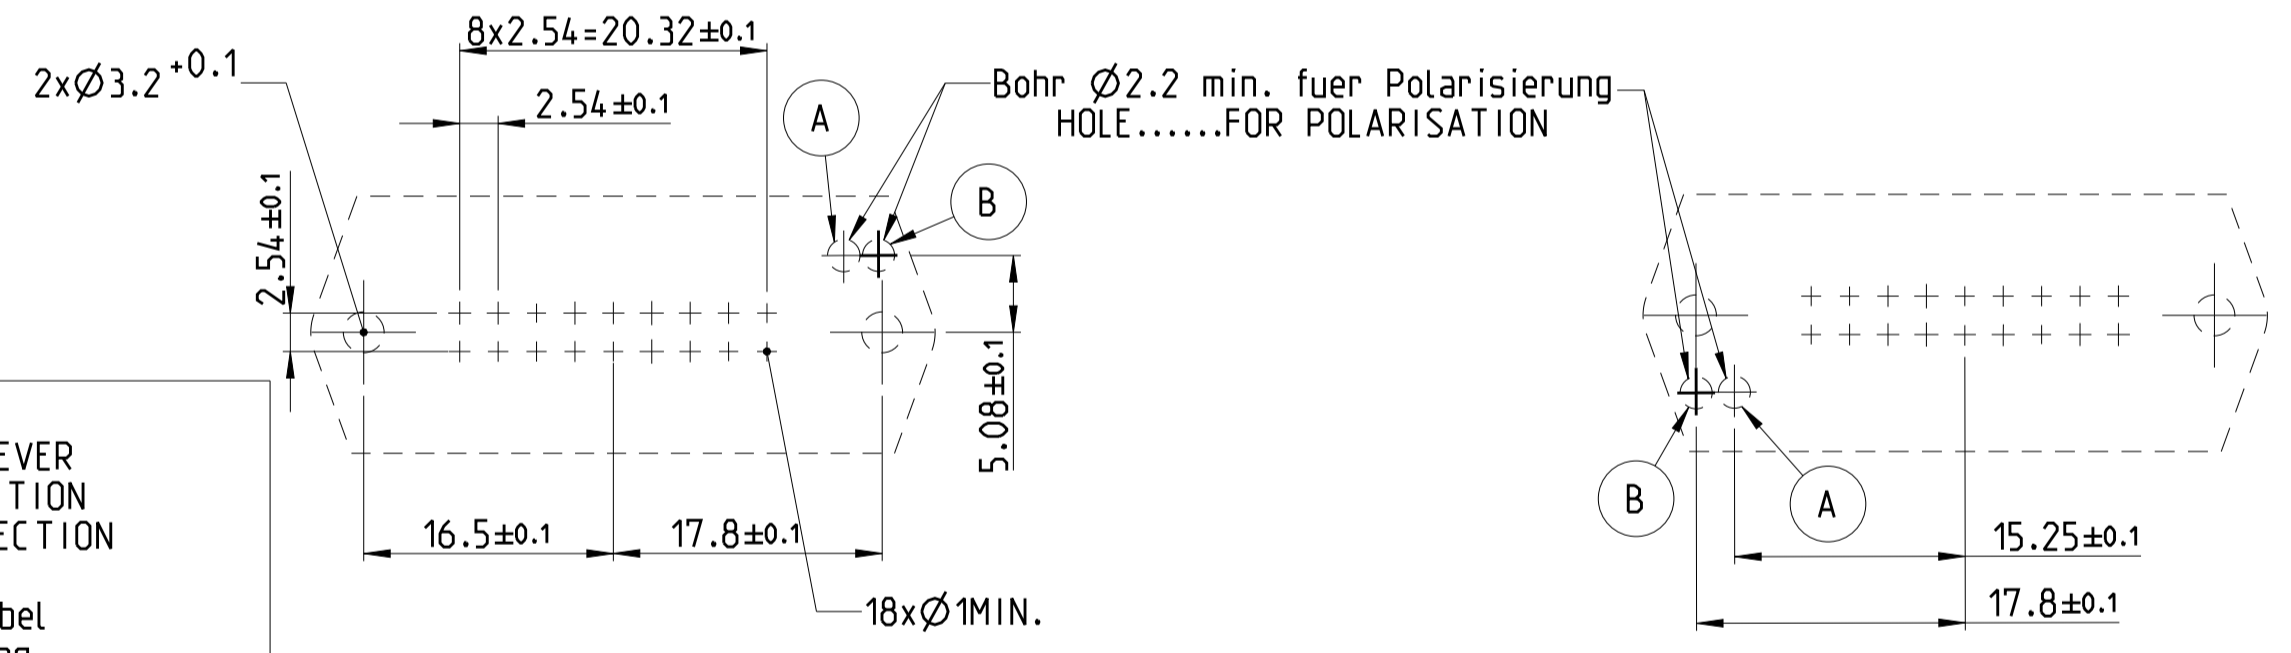 8x2.54=20.32±0.1
2xØ3.2 +0.1
2.54±0.1
A
Bohr Ø2.2 min. fuer Polarisierung
HOLE......FOR POLARISATION
B
2.54±0.1
5.08±0.1
16.5±0.1
17.8±0.1
18xØ1MIN.
B
A
15.25±0.1
17.8±0.1
EVER
TION
ECTION
bel